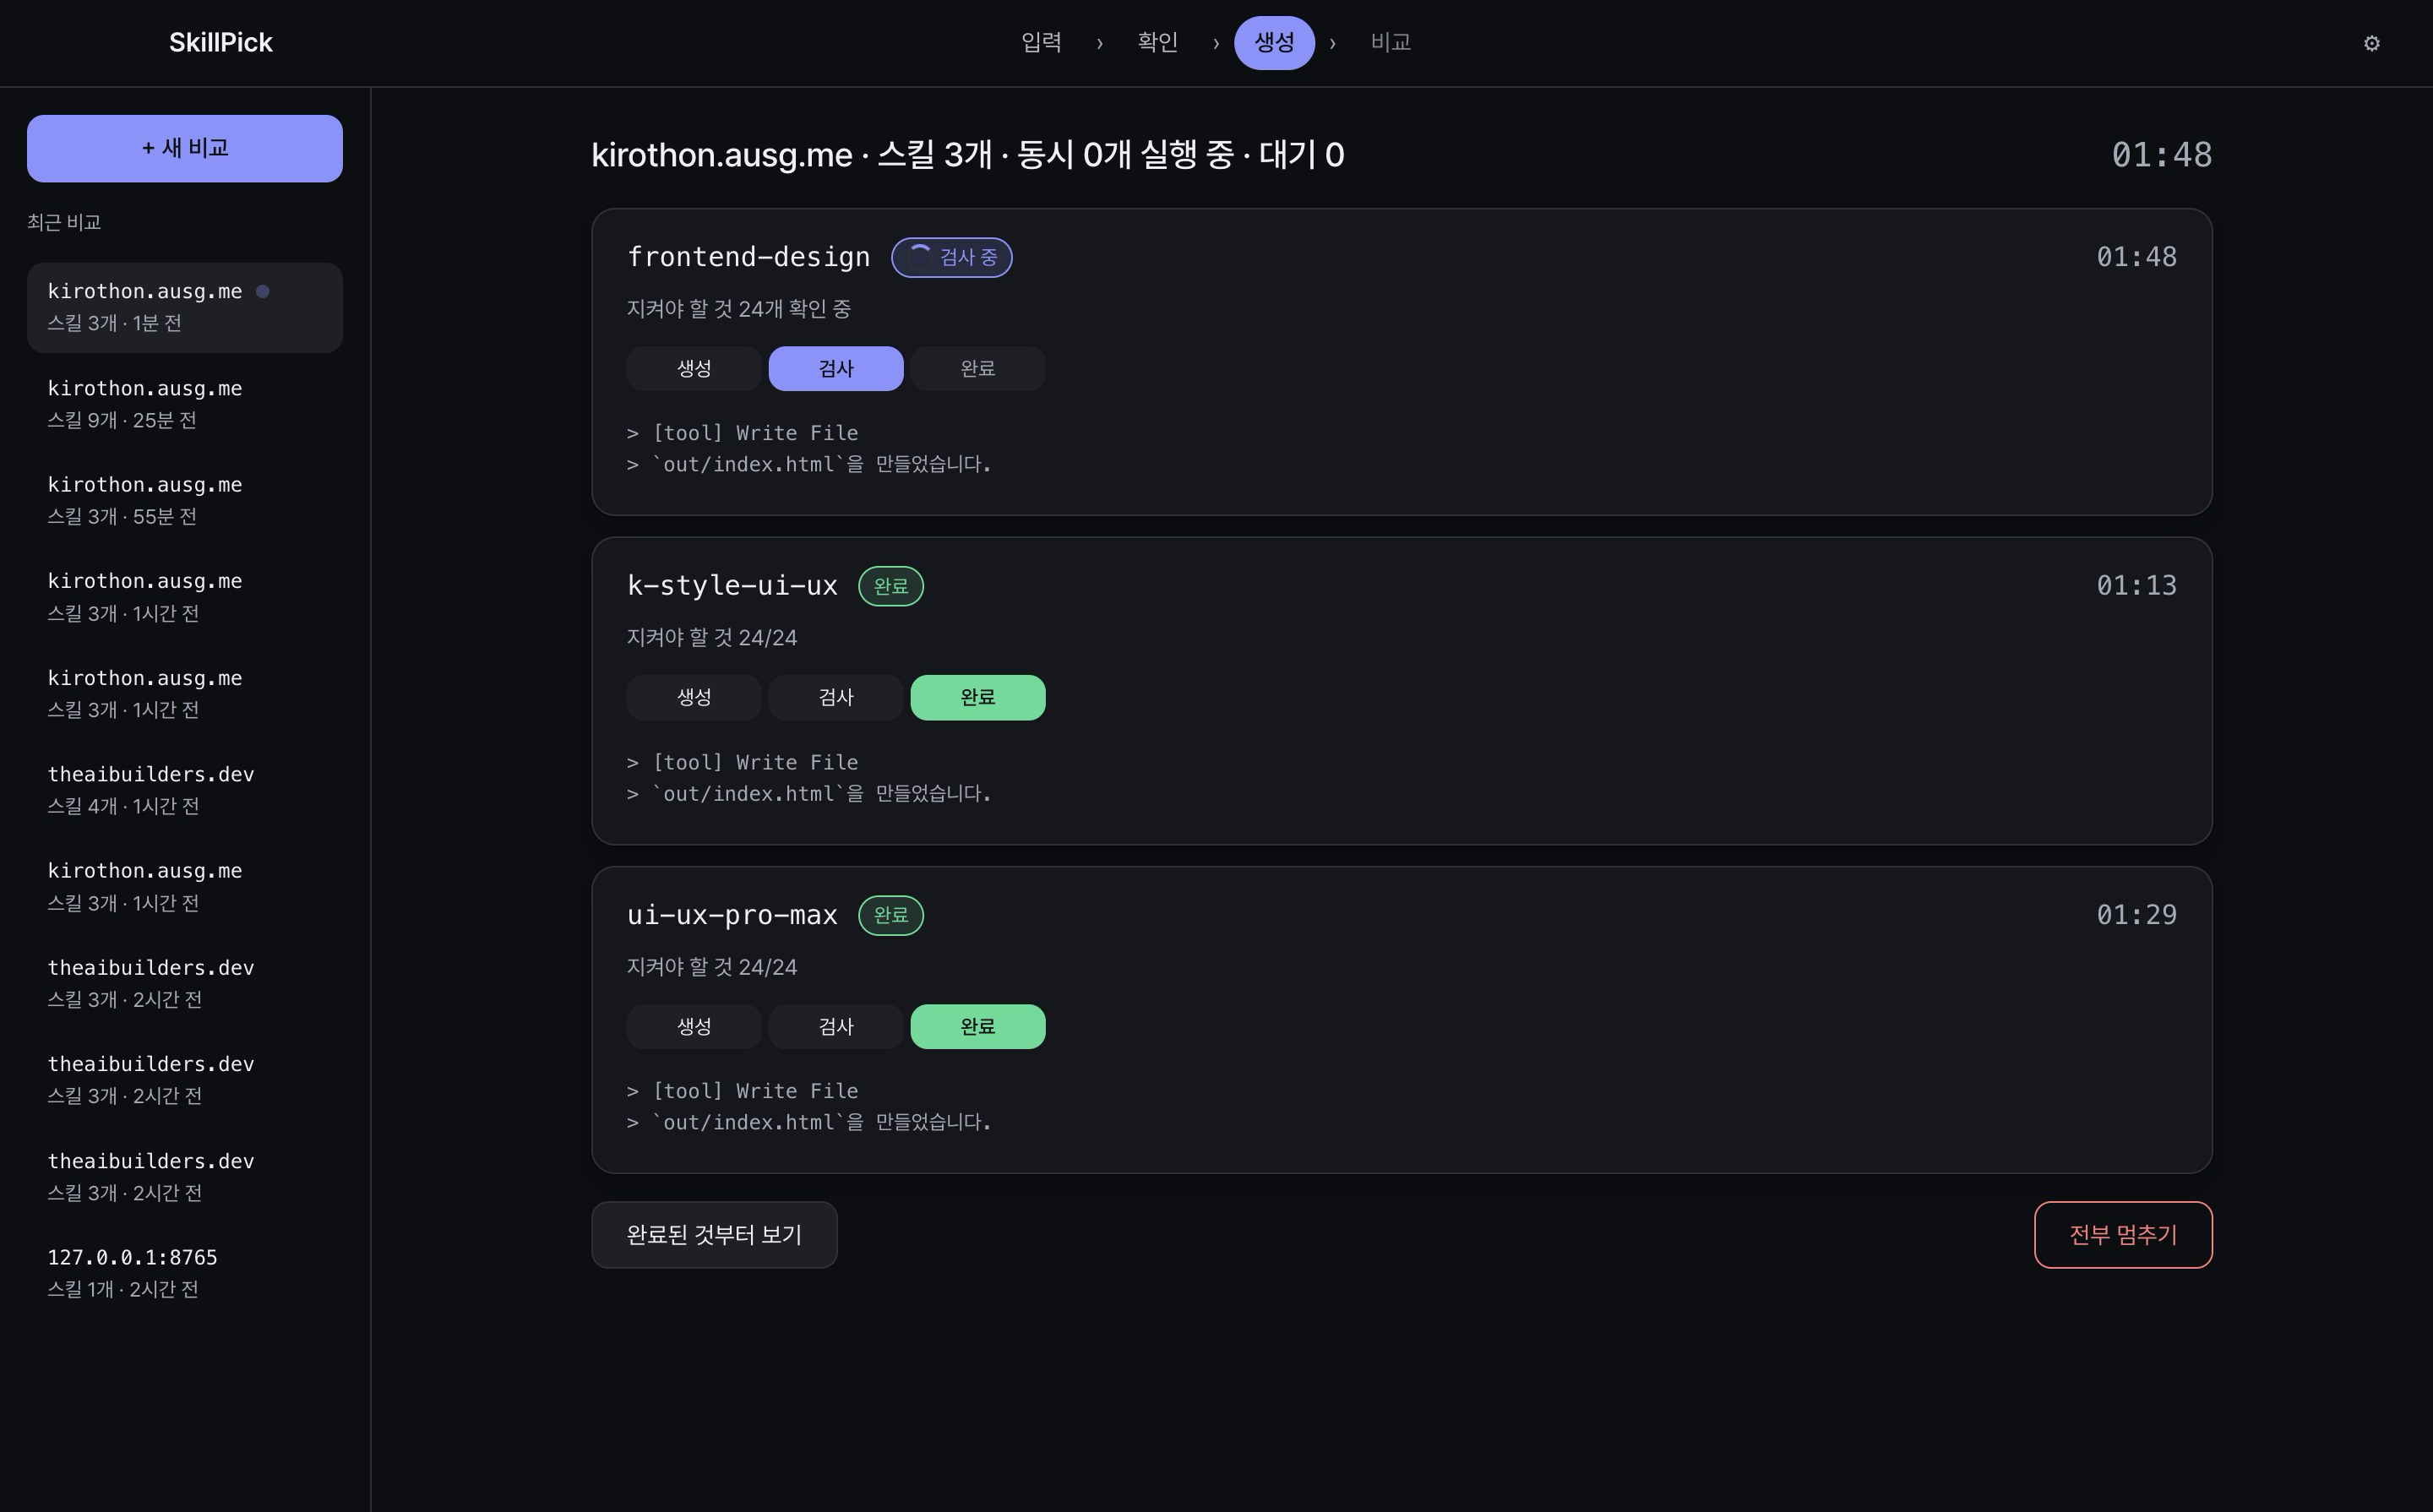 SkillPick
입력 › 확인 › 생성 › 비교
⚙
+ 새 비교
최근 비교
kirothon.ausg.me
스킬 3개 · 1분 전
kirothon.ausg.me
스킬 9개 · 25분 전
kirothon.ausg.me
스킬 3개 · 55분 전
kirothon.ausg.me
스킬 3개 · 1시간 전
kirothon.ausg.me
스킬 3개 · 1시간 전
theaibuilders.dev
스킬 4개 · 1시간 전
kirothon.ausg.me
스킬 3개 · 1시간 전
theaibuilders.dev
스킬 3개 · 2시간 전
theaibuilders.dev
스킬 3개 · 2시간 전
theaibuilders.dev
스킬 3개 · 2시간 전
127.0.0.1:8765
스킬 1개 · 2시간 전
kirothon.ausg.me · 스킬 3개 · 동시 0개 실행 중 · 대기 0 01:48
frontend-design 검사 중 01:48
지켜야 할 것 24개 확인 중
생성 검사 완료
> [tool] Write File
> `out/index.html`을 만들었습니다.
k-style-ui-ux 완료 01:13
지켜야 할 것 24/24
생성 검사 완료
> [tool] Write File
> `out/index.html`을 만들었습니다.
ui-ux-pro-max 완료 01:29
지켜야 할 것 24/24
생성 검사 완료
> [tool] Write File
> `out/index.html`을 만들었습니다.
완료된 것부터 보기 전부 멈추기